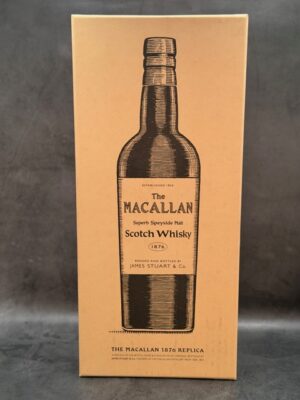 ESTABLISHED 1824
The
MACALLAN
Superb Speyside Malt
Scotch Whisky
1876
JAMES STUART & Co.
THE MACALLAN 1876 REPLICA